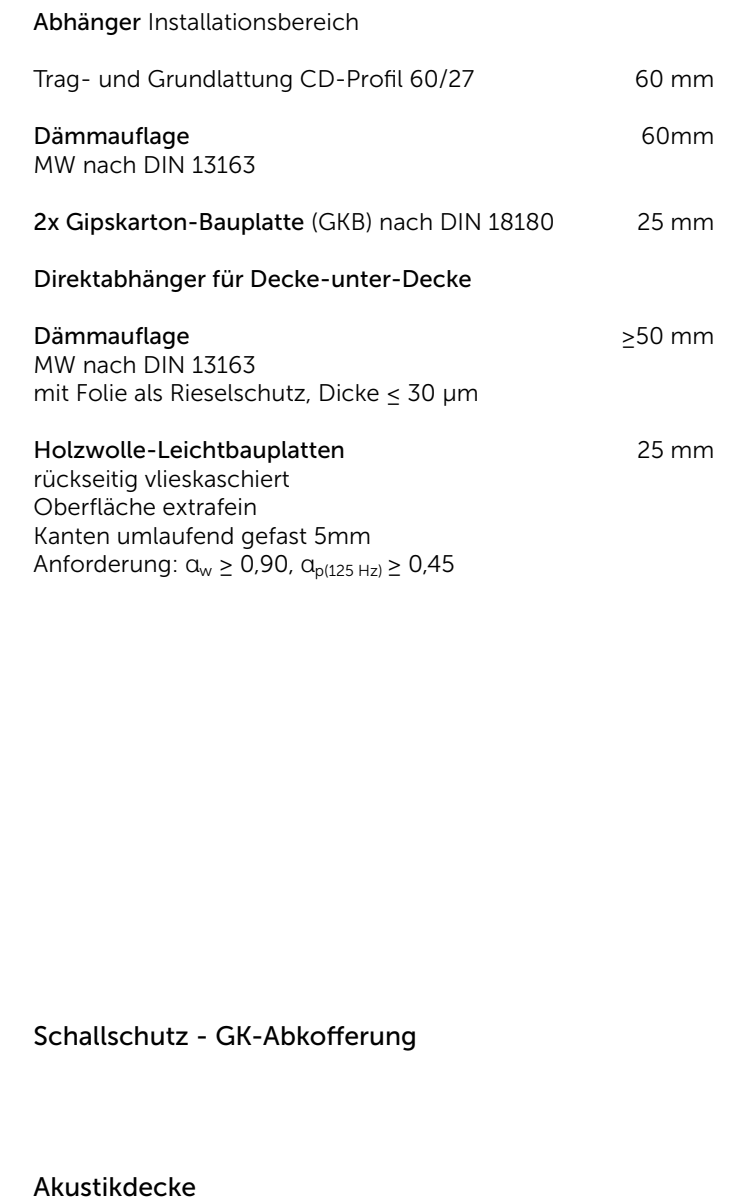 Abhänger Installationsbereich
Trag- und Grundlattung CD-Profil 60/27 60 mm
Dämmauflage 60mm
MW nach DIN 13163
2x Gipskarton-Bauplatte (GKB) nach DIN 18180 25 mm
Direktabhänger für Decke-unter-Decke
Dämmauflage ≥50 mm
MW nach DIN 13163
mit Folie als Rieselschutz, Dicke ≤ 30 µm
Holzwolle-Leichtbauplatten 25 mm
rückseitig vlieskaschiert
Oberfläche extrafein
Kanten umlaufend gefast 5mm
Anforderung: αw ≥ 0,90, αp(125 Hz) ≥ 0,45
Schallschutz - GK-Abkofferung
Akustikdecke